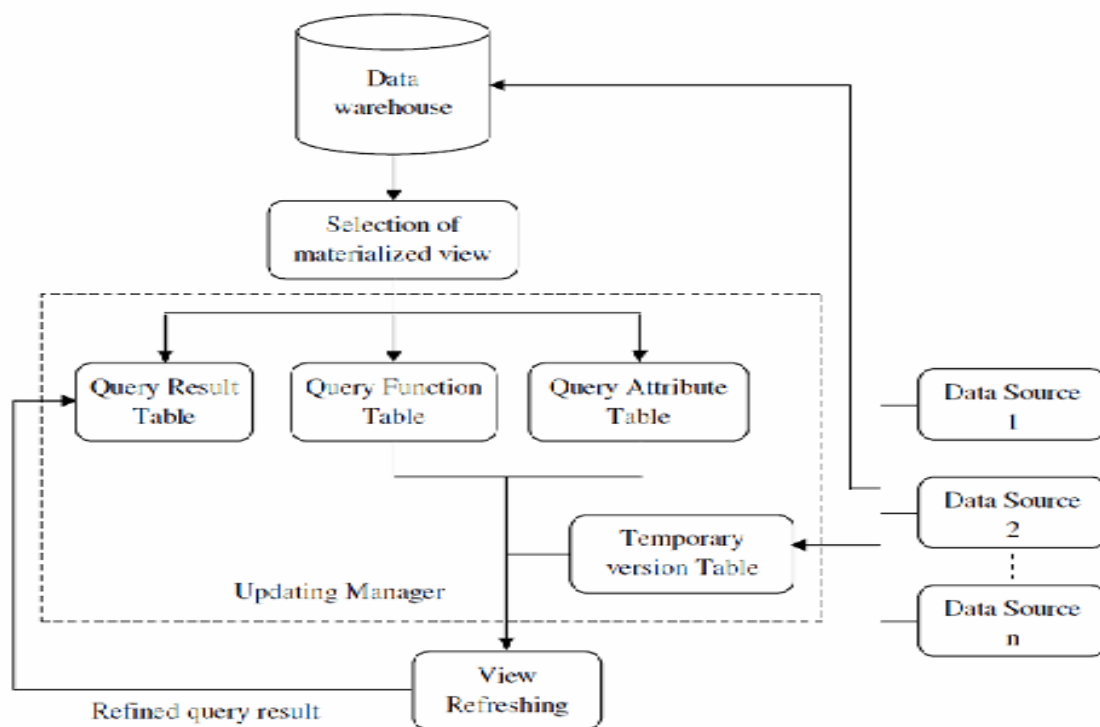 Data
warehouse
Selection of
materialized view
Query Result
Table
Query Function
Table
Query Attribute
Table
Data Source
1
Data Source
2
Temporary
version Table
Updating Manager
Data Source
n
View
Refreshing
Refined query result